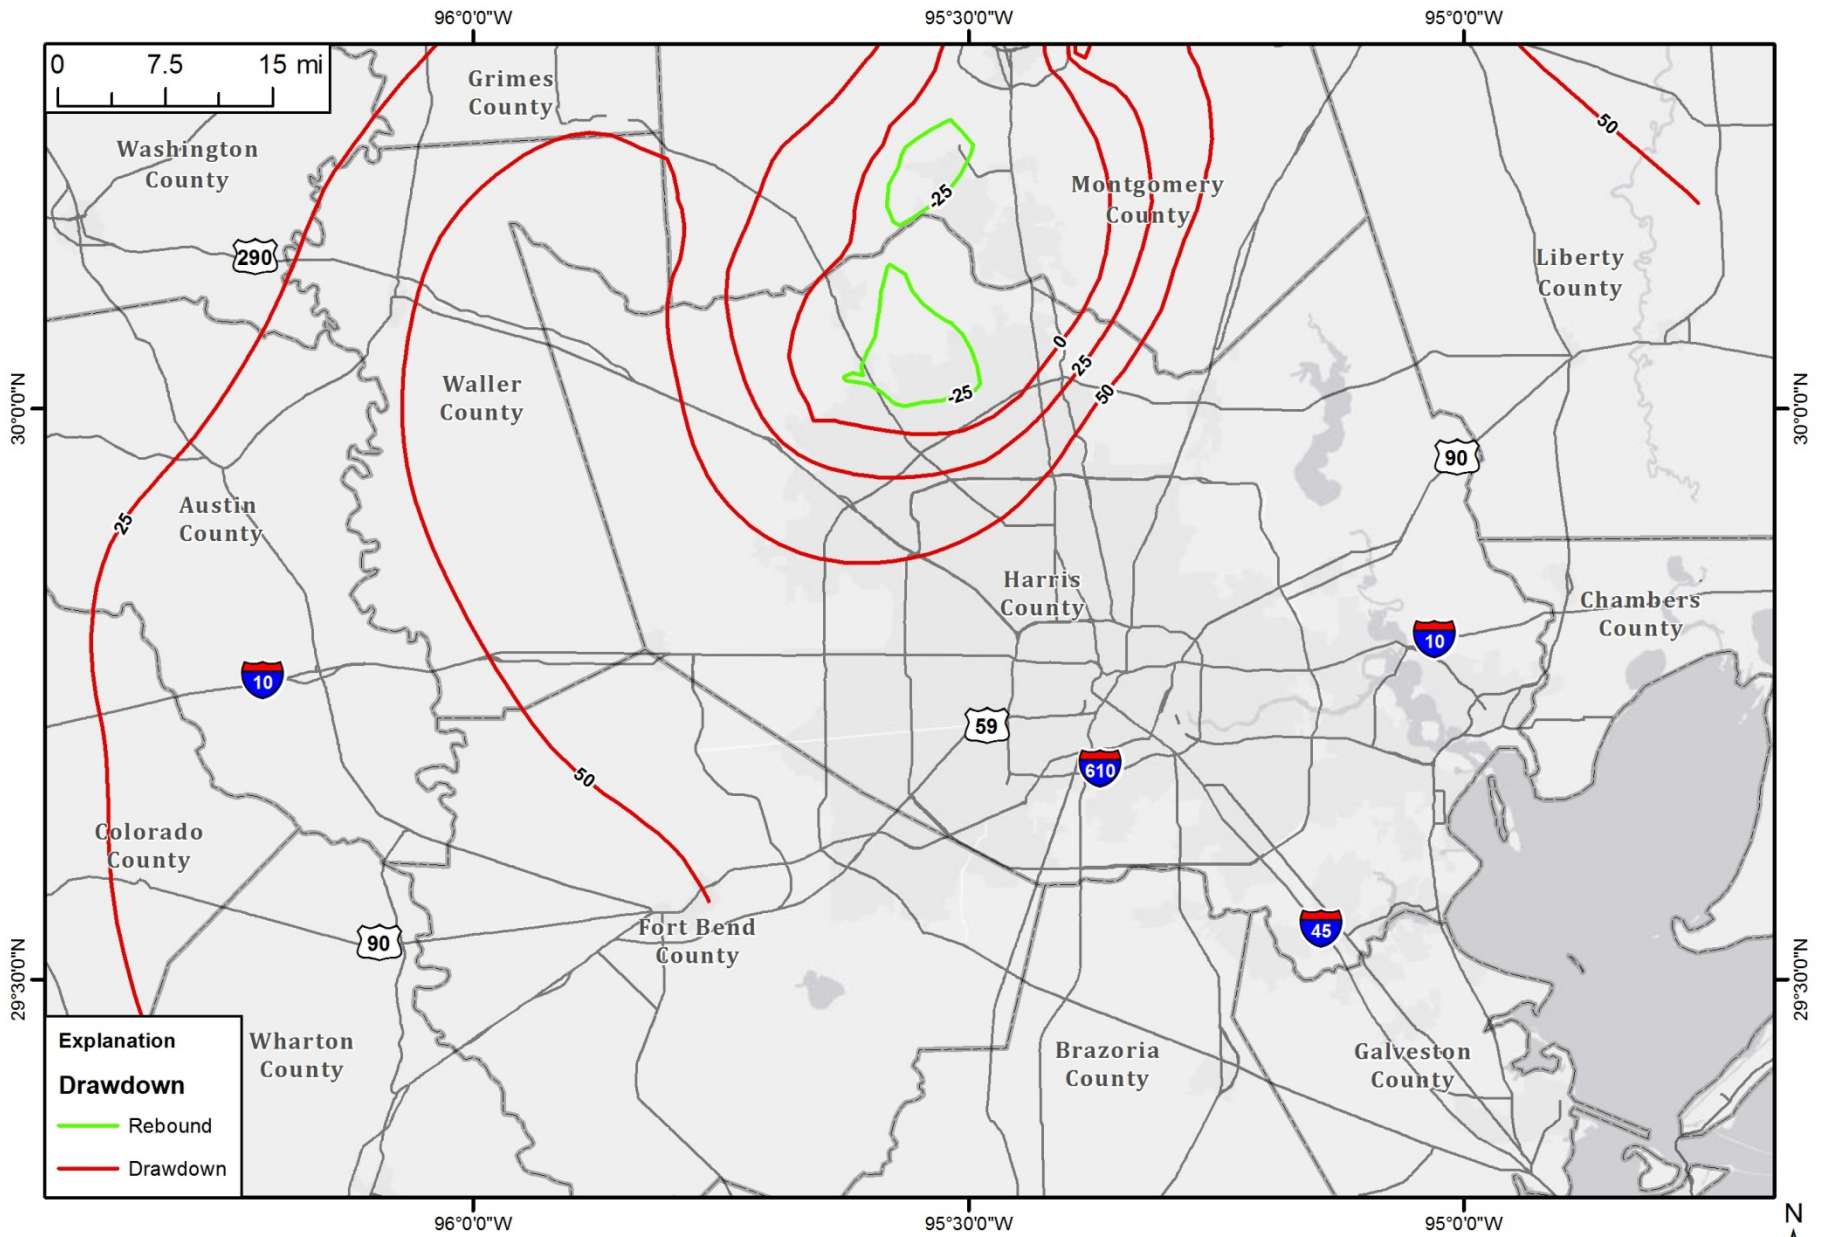 96°0'0"W
95°30'0"W
95°0'0"W
0
7.5
15 mi
Grimes
County
Washington
County
50
-25
Montgomery
County
290
Liberty
County
30°0'0"N
Waller
County
0
25
50
-25
30°0'0"N
90
Austin
County
25
Harris
County
Chambers
County
10
10
59
610
50
Colorado
County
90
Fort Bend
County
45
29°30'0"N
29°30'0"N
Explanation
Drawdown
Rebound
Drawdown
Wharton
County
Brazoria
County
Galveston
County
96°0'0"W
95°30'0"W
95°0'0"W
N